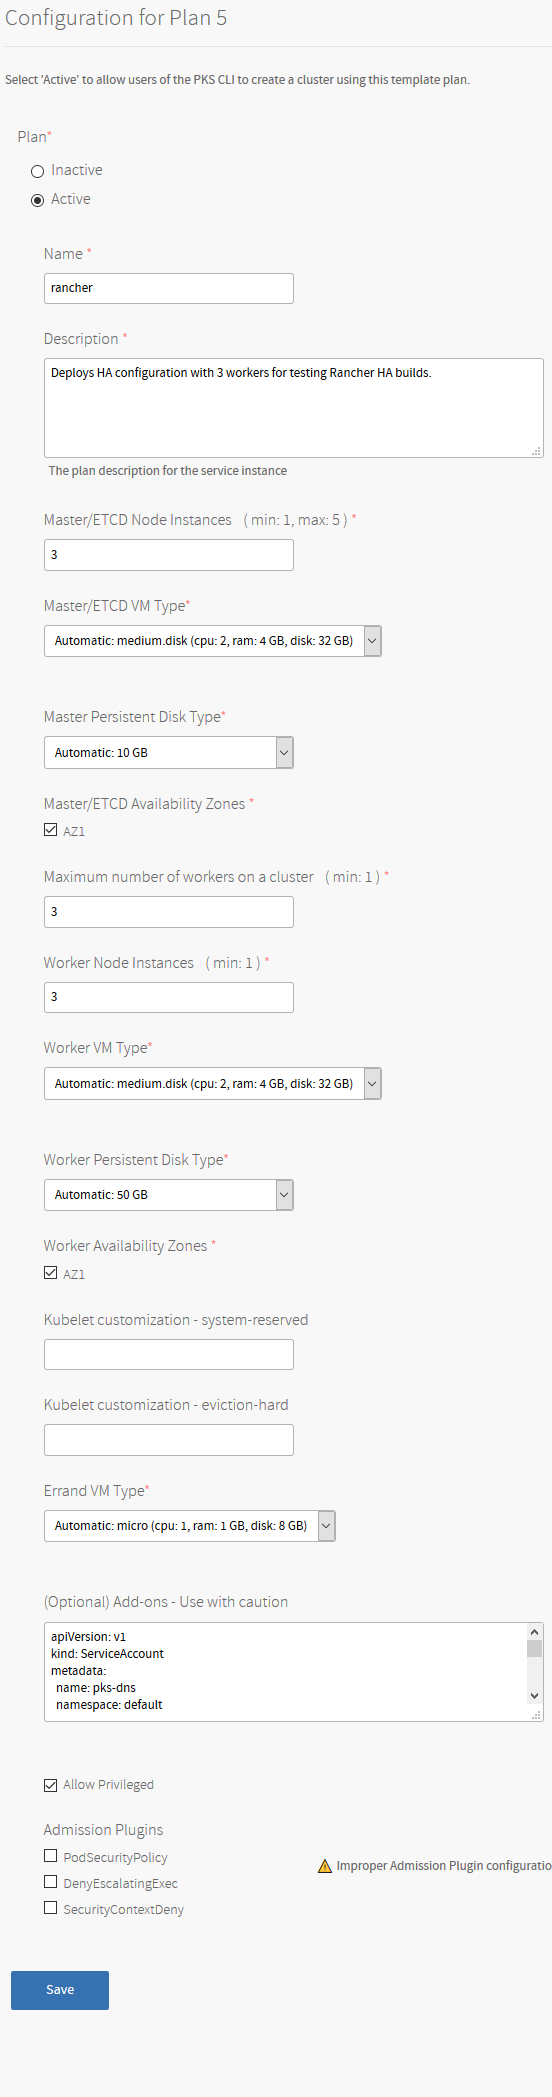 Configuration for Plan 5
Select 'Active' to allow users of the PKS CLI to create a cluster using this template plan.
Plan*
Inactive
Active
Name *
rancher
Description *
Deploys HA configuration with 3 workers for testing Rancher HA builds.
The plan description for the service instance
Master/ETCD Node Instances ( min: 1, max: 5 ) *
3
Master/ETCD VM Type*
Automatic: medium.disk (cpu: 2, ram: 4 GB, disk: 32 GB)
Master Persistent Disk Type*
Automatic: 10 GB
Master/ETCD Availability Zones *
AZ1
Maximum number of workers on a cluster ( min: 1 ) *
3
Worker Node Instances ( min: 1 ) *
3
Worker VM Type*
Automatic: medium.disk (cpu: 2, ram: 4 GB, disk: 32 GB)
Worker Persistent Disk Type*
Automatic: 50 GB
Worker Availability Zones *
AZ1
Kubelet customization - system-reserved
Kubelet customization - eviction-hard
Errand VM Type*
Automatic: micro (cpu: 1, ram: 1 GB, disk: 8 GB)
(Optional) Add-ons - Use with caution
apiVersion: v1
kind: ServiceAccount
metadata:
name: pks-dns
namespace: default
Allow Privileged
Admission Plugins
PodSecurityPolicy
Improper Admission Plugin configuratio
DenyEscalatingExec
SecurityContextDeny
Save